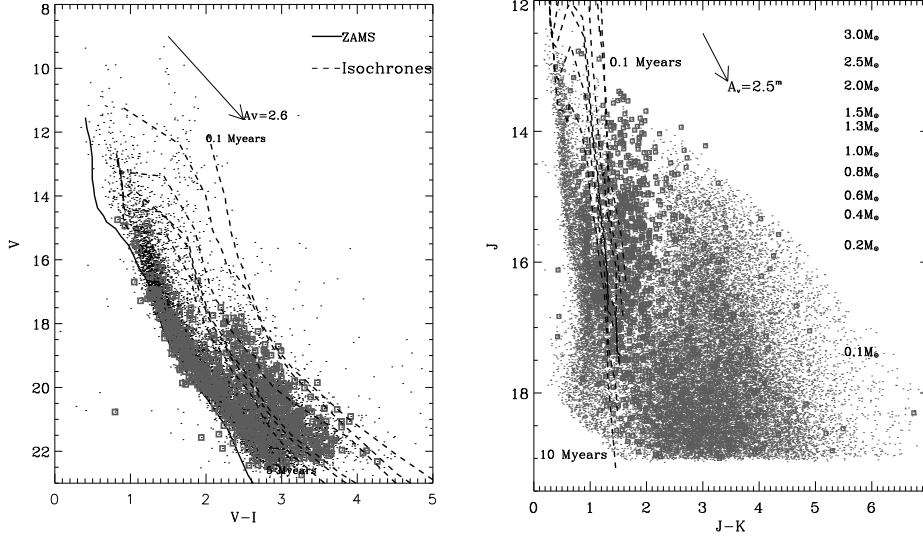 8
10
12
14
16
18
20
22
V
0 1 2 3 4 5
V-I
ZAMS
Isochrones
Av=2.6
0.1 Myears
Myears
12
14
16
18
J
0 1 2 3 4 5 6
J-K
0.1 Myears
Aᵥ=2.5ᵐ
10 Myears
3.0M⊙
2.5M⊙
2.0M⊙
1.5M⊙
1.3M⊙
1.0M⊙
0.8M⊙
0.6M⊙
0.4M⊙
0.2M⊙
0.1M⊙